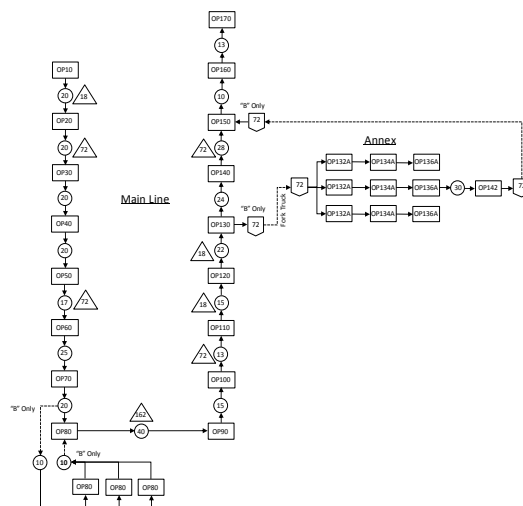 OP170
13
OP160
10
"B" Only
OP150
72
72
28
OP140
24
"B" Only
OP130
72
22
18
OP120
15
18
OP110
13
72
OP100
15
OP90
OP10
20
18
OP20
20
72
OP30
20
Main Line
OP40
20
OP50
17
72
OP60
25
OP70
20
"B" Only
OP80
162
40
10
10
"B" Only
OP80
OP80
OP80
Annex
Fork Truck
72
OP132A
OP134A
OP136A
OP132A
OP134A
OP136A
30
OP142
OP132A
OP134A
OP136A